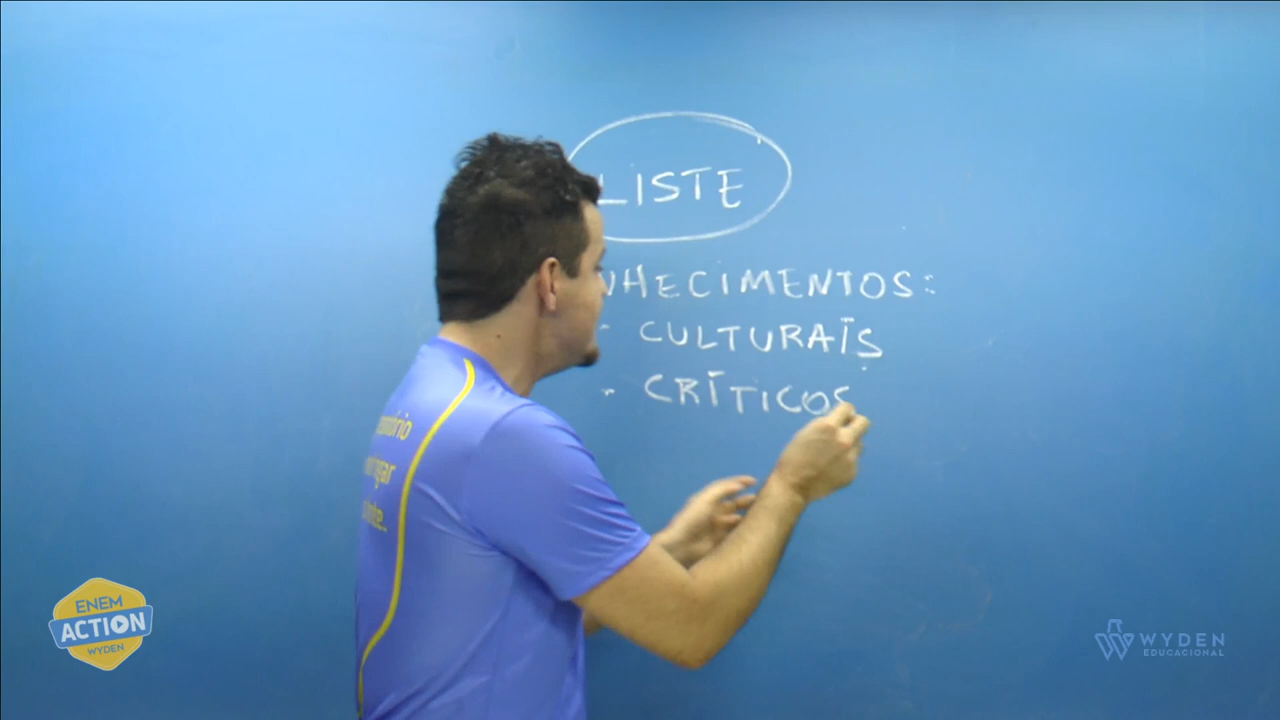 LISTE
NHECIMENTOS:
- CULTURAIS
- CRÍTICOS
ENEM
ACTION
WYDEN
WYDEN
EDUCACIONAL